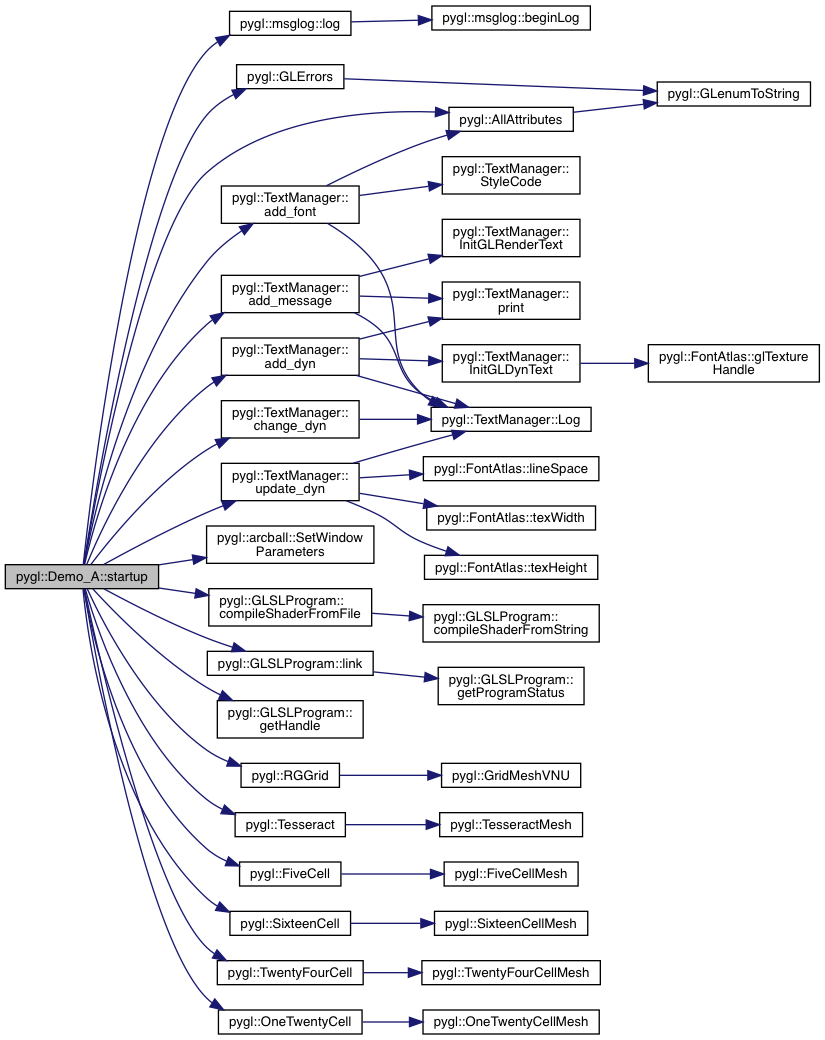 pygl::Demo_A::startup
pygl::msglog::log
pygl::msglog::beginLog
pygl::GLErrors
pygl::GLenumToString
pygl::AllAttributes
pygl::TextManager::
add_font
pygl::TextManager::
StyleCode
pygl::TextManager::
InitGLRenderText
pygl::TextManager::
add_message
pygl::TextManager::
print
pygl::TextManager::
add_dyn
pygl::TextManager::
InitGLDynText
pygl::FontAtlas::glTexture
Handle
pygl::TextManager::
change_dyn
pygl::TextManager::Log
pygl::TextManager::
update_dyn
pygl::FontAtlas::lineSpace
pygl::FontAtlas::texWidth
pygl::FontAtlas::texHeight
pygl::arcball::SetWindow
Parameters
pygl::GLSLProgram::
compileShaderFromFile
pygl::GLSLProgram::
compileShaderFromString
pygl::GLSLProgram::link
pygl::GLSLProgram::
getProgramStatus
pygl::GLSLProgram::
getHandle
pygl::RGGrid
pygl::GridMeshVNU
pygl::Tesseract
pygl::TesseractMesh
pygl::FiveCell
pygl::FiveCellMesh
pygl::SixteenCell
pygl::SixteenCellMesh
pygl::TwentyFourCell
pygl::TwentyFourCellMesh
pygl::OneTwentyCell
pygl::OneTwentyCellMesh